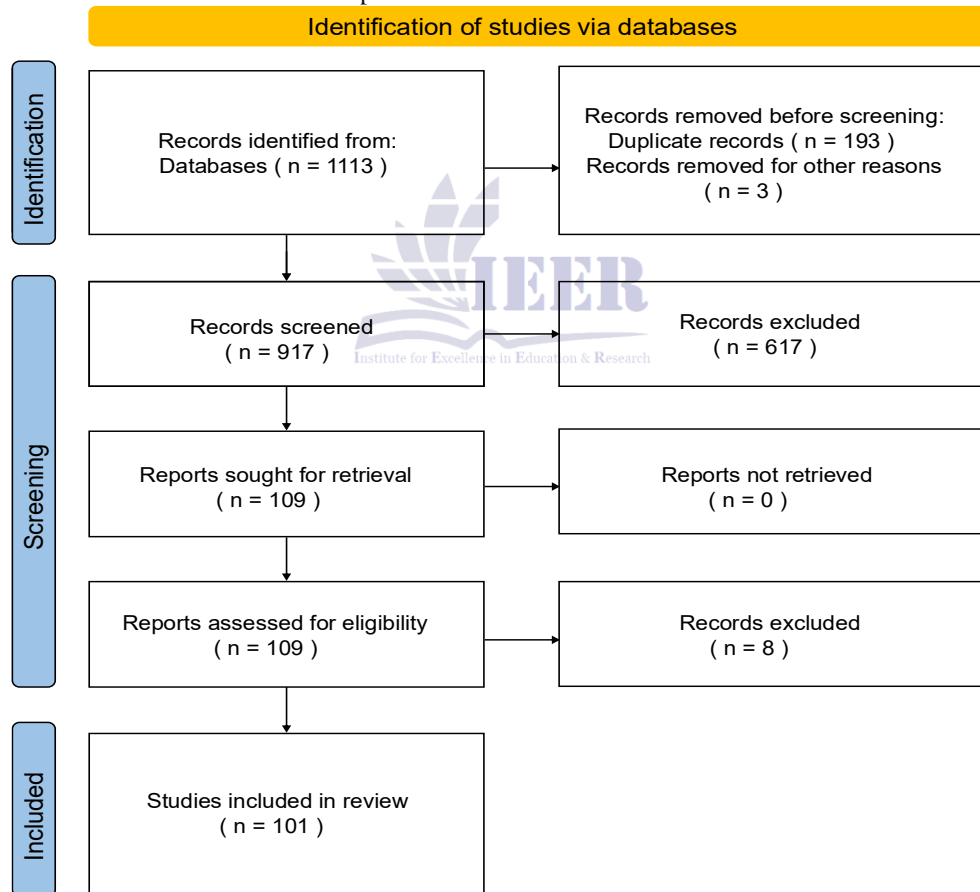 Identification of studies via databases
Identification
Records identified from:
Databases ( n = 1113 )
Records removed before screening:
Duplicate records ( n = 193 )
Records removed for other reasons
( n = 3 )
IEER
Institute for Excellence in Education & Research
Screening
Records screened
( n = 917 )
Records excluded
( n = 617 )
Reports sought for retrieval
( n = 109 )
Reports not retrieved
( n = 0 )
Reports assessed for eligibility
( n = 109 )
Records excluded
( n = 8 )
Included
Studies included in review
( n = 101 )